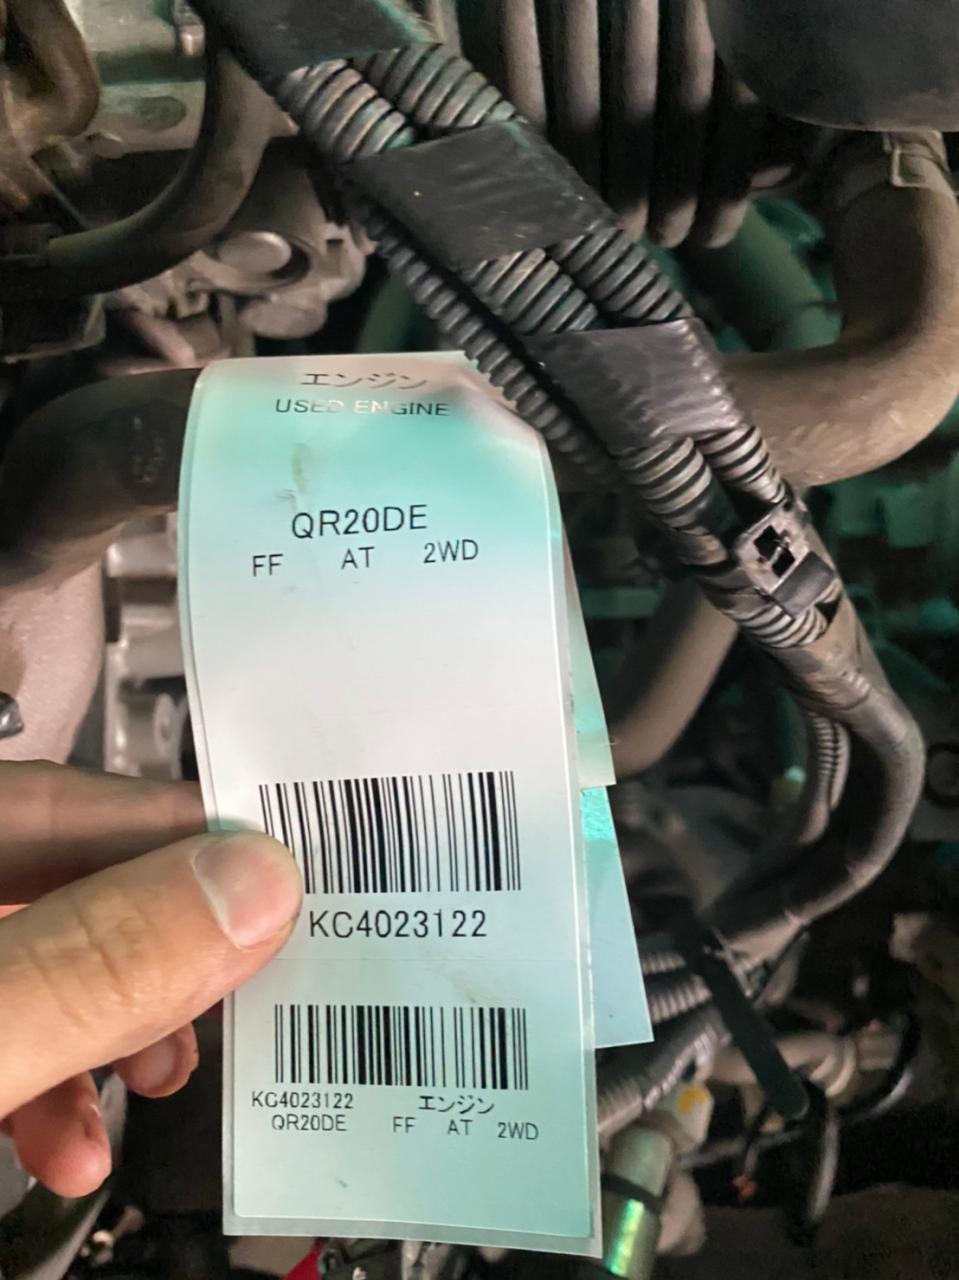 エンジン
USED ENGINE
QR20DE
FF AT 2WD
KC4023122
KC4023122 エンジン
QR20DE FF AT 2WD